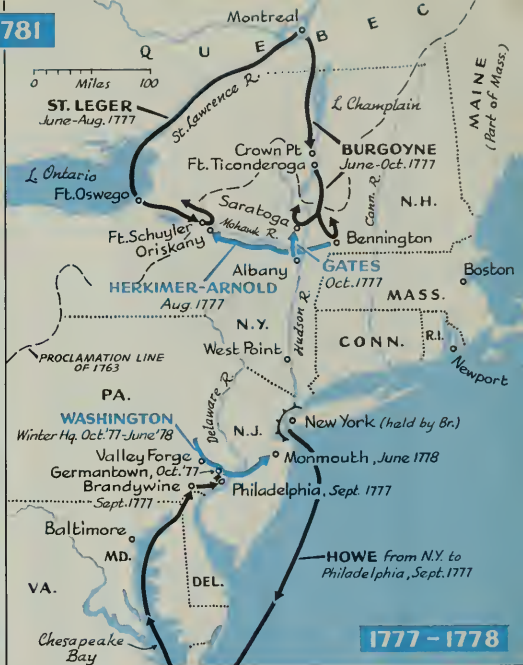 781
Montreal
QUEBEC
0 Miles 100
ST. LEGER
June-Aug. 1777
St. Lawrence R.
L. Champlain
MAINE
(Part of Mass.)
Crown Pt.
Ft. Ticonderoga
BURGOYNE
June-Oct. 1777
L. Ontario
Ft. Oswego
Conn. R.
N.H.
Saratoga
Mohawk R.
Ft. Schuyler
Oriskany
Bennington
Albany
GATES
Oct. 1777
HERKIMER-ARNOLD
Aug. 1777
Boston
MASS.
Hudson R.
N.Y.
CONN.
R.I.
West Point
Newport
PROCLAMATION LINE
OF 1763
PA.
Delaware R.
WASHINGTON
Winter Hq. Oct.'77-June'78
New York (held by Br.)
N.J.
Valley Forge
Monmouth, June 1778
Germantown, Oct.'77
Brandywine
Sept. 1777
Philadelphia, Sept. 1777
Baltimore
MD.
HOWE from N.Y. to
Philadelphia, Sept. 1777
DEL.
VA.
Chesapeake
Bay
1777-1778